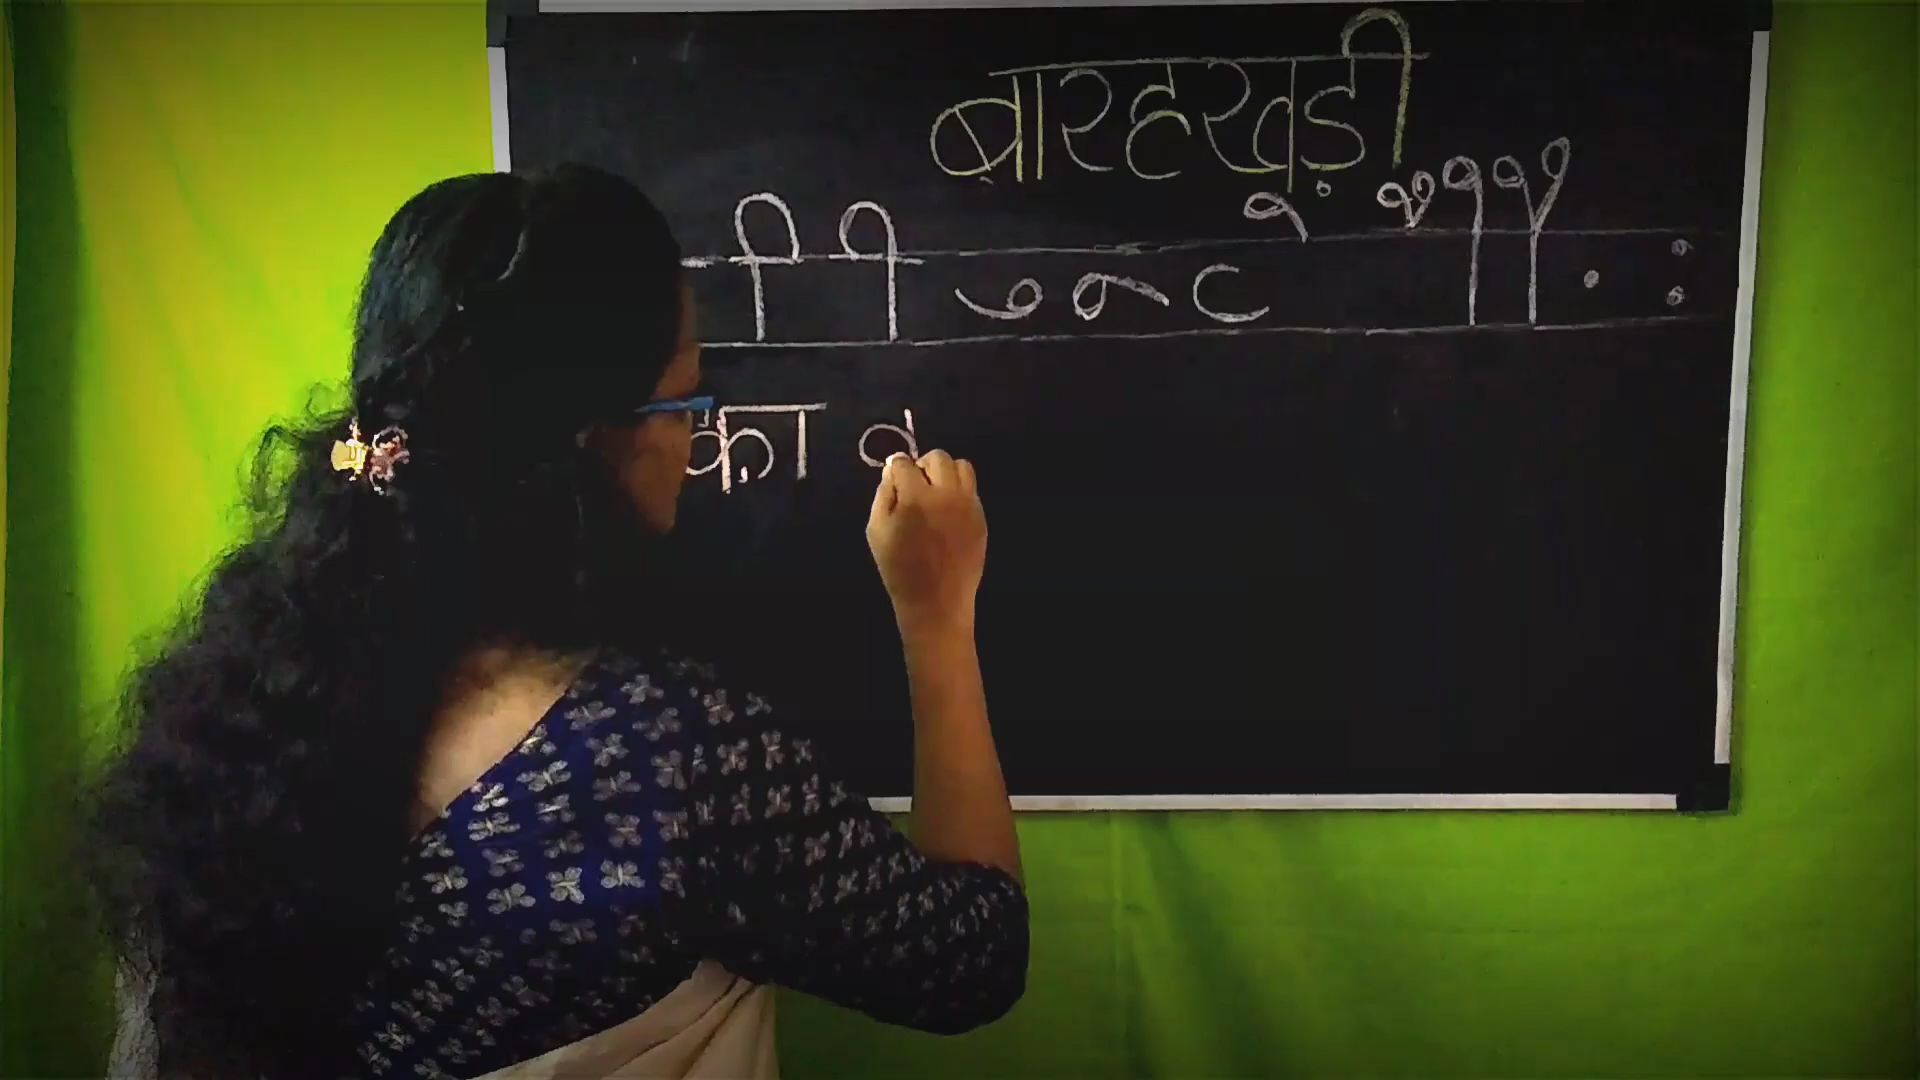 बारहखड़ी
ि ी ु ू ृ े ै ो ौ ं ः
का व